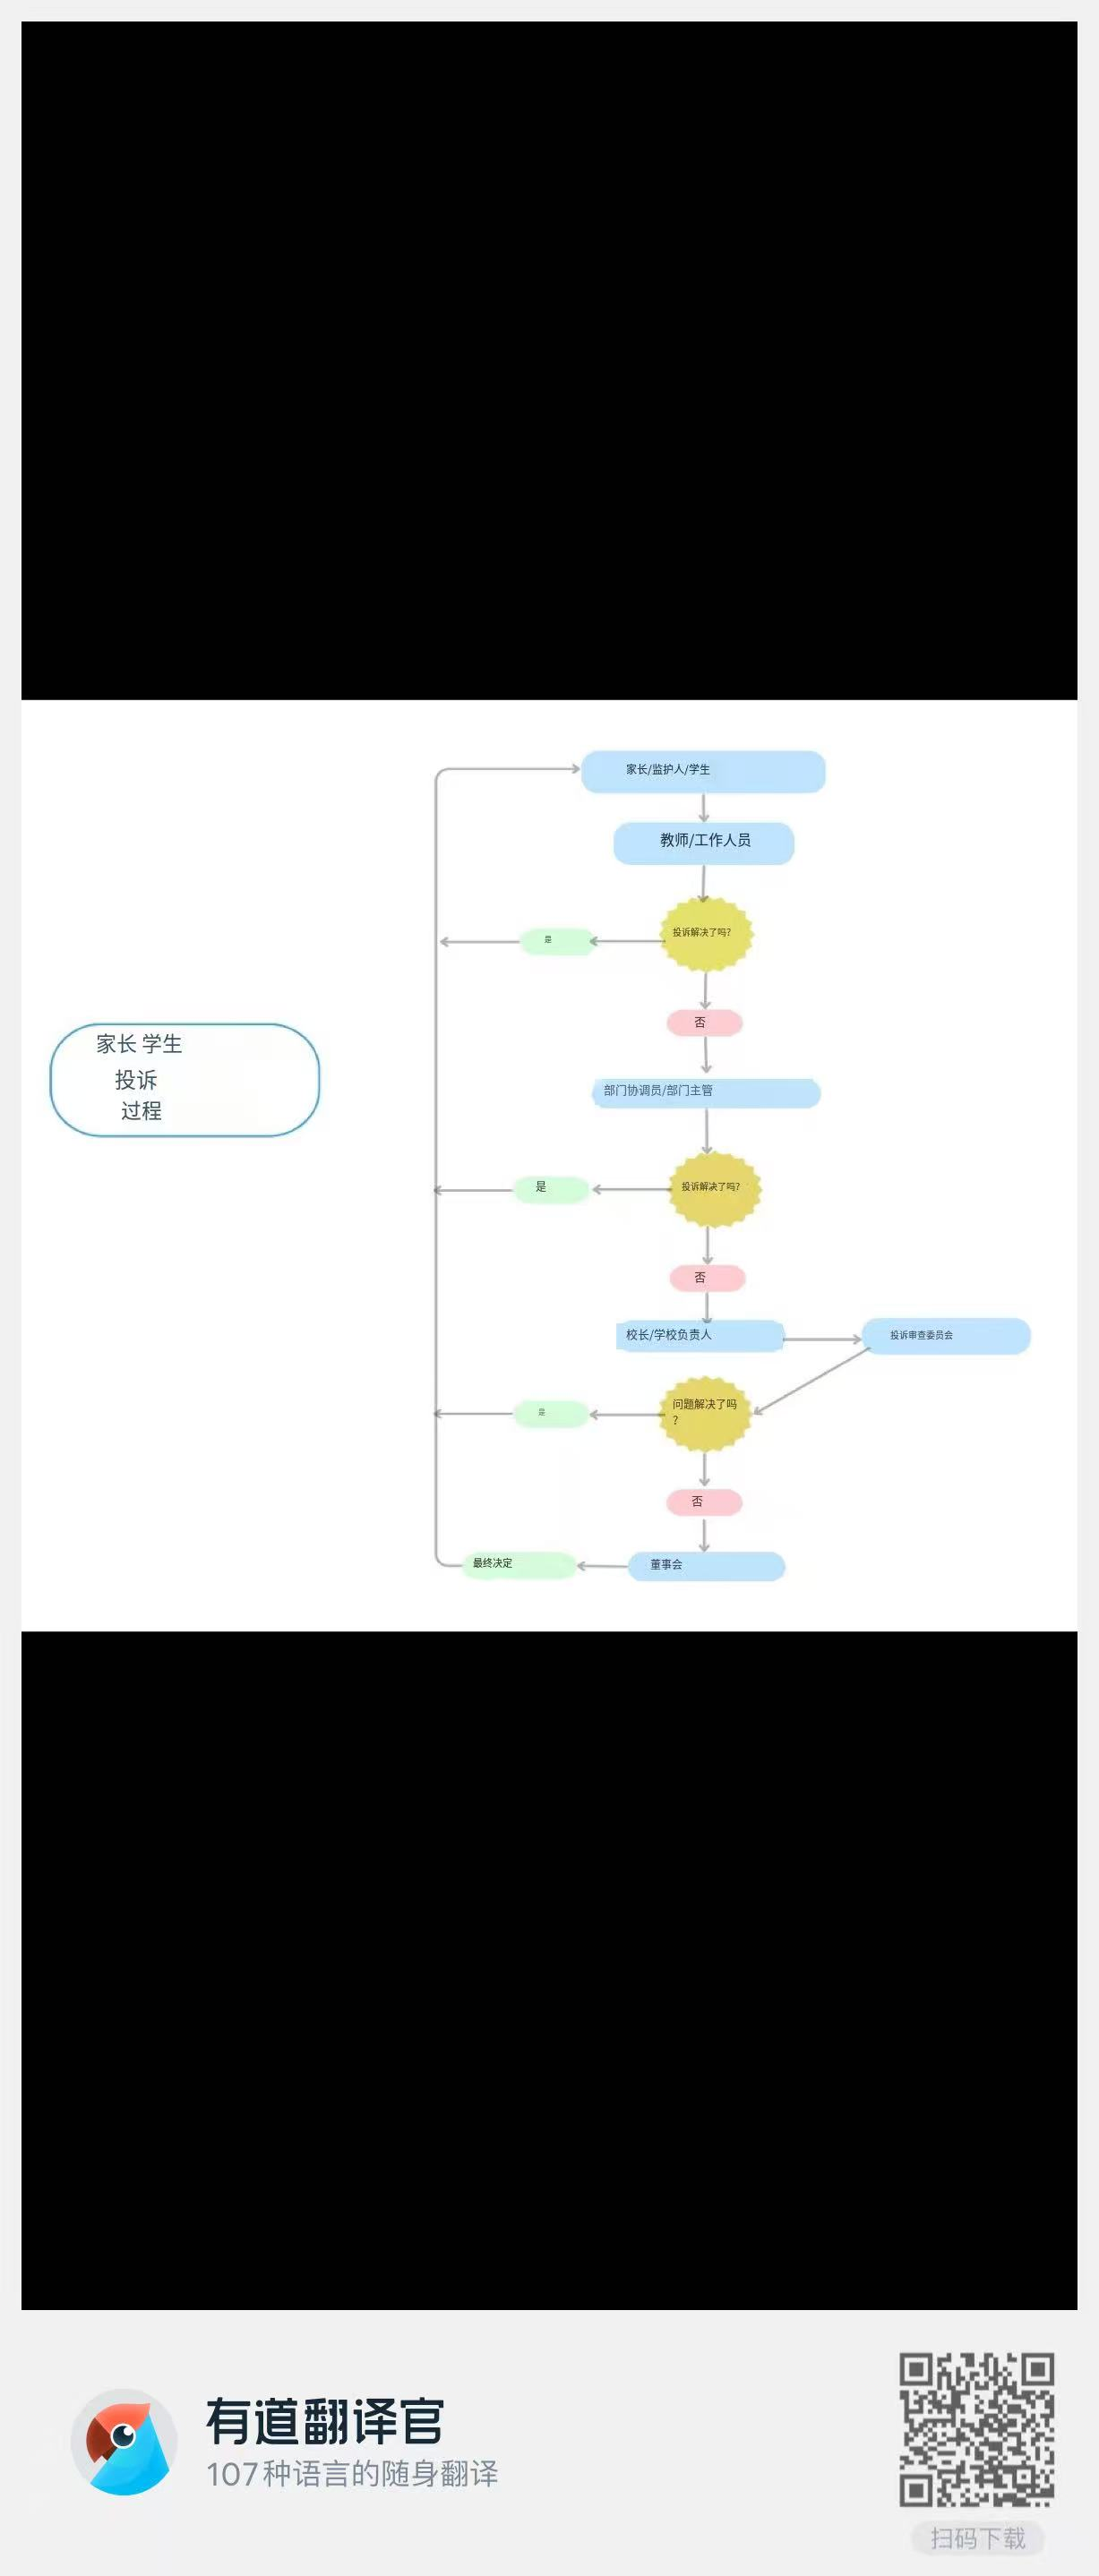 家长/监护人/学生
教师/工作人员
投诉解决了吗?
是
否
家长 学生
投诉
过程
部门协调员/部门主管
投诉解决了吗?
是
否
校长/学校负责人
投诉审查委员会
问题解决了吗
?
是
否
最终决定
董事会
有道翻译官
107种语言的随身翻译
扫码下载